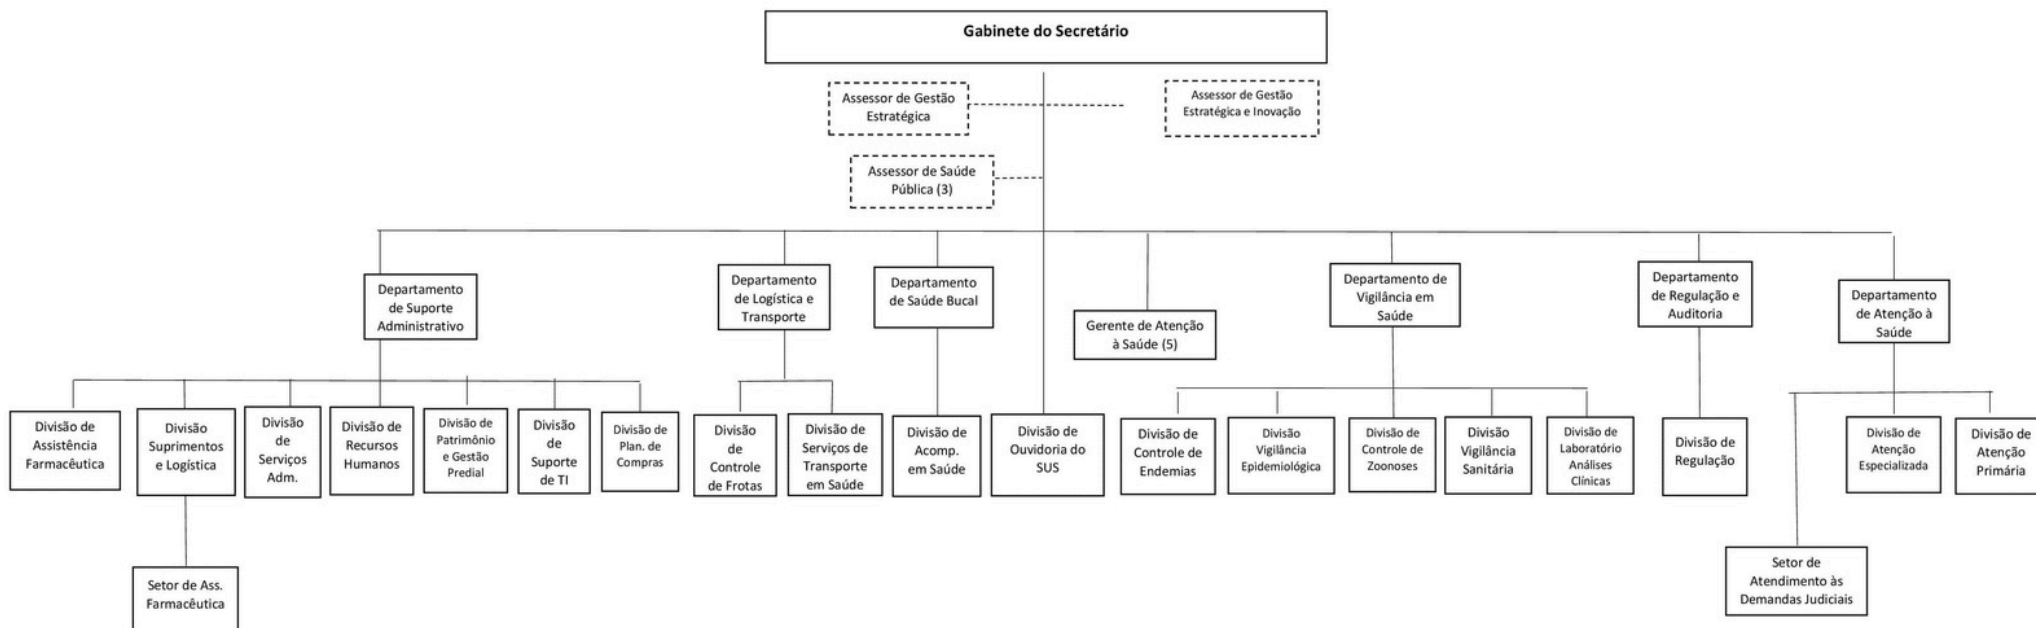 Gabinete do Secretário
Assessor de Gestão
Estratégica
Assessor de Gestão
Estratégica e Inovação
Assessor de Saúde
Pública (3)
Departamento
de Suporte
Administrativo
Departamento
de Logística e
Transporte
Departamento
de Saúde Bucal
Gerente de Atenção
à Saúde (5)
Departamento de
Vigilância em
Saúde
Departamento
de Regulação e
Auditoria
Departamento
de Atenção à
Saúde
Divisão de
Assistência
Farmacêutica
Divisão
Suprimentos
e Logística
Divisão
de
Serviços
Adm.
Divisão de
Recursos
Humanos
Divisão de
Patrimônio
e Gestão
Predial
Divisão
de
Suporte
de TI
Divisão de
Plan. de
Compras
Divisão
de
Controle
de Frotas
Divisão de
Serviços de
Transporte
em Saúde
Divisão de
Acomp.
em Saúde
Divisão de
Ouvidoria do
SUS
Divisão de
Controle de
Endemias
Divisão
Vigilância
Epidemiológica
Divisão de
Controle de
Zoonoses
Divisão
Vigilância
Sanitária
Divisão de
Laboratório
Análises
Clínicas
Divisão de
Regulação
Divisão de
Atenção
Especializada
Divisão de
Atenção
Primária
Setor de Ass.
Farmacêutica
Setor de
Atendimento às
Demandas Judiciais